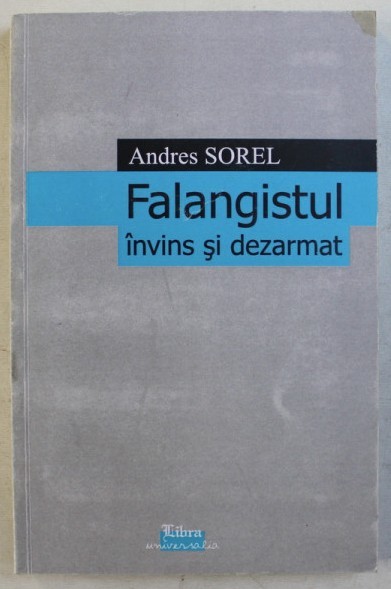 Andres SOREL
Falangistul
învins şi dezarmat
Libra
universalia